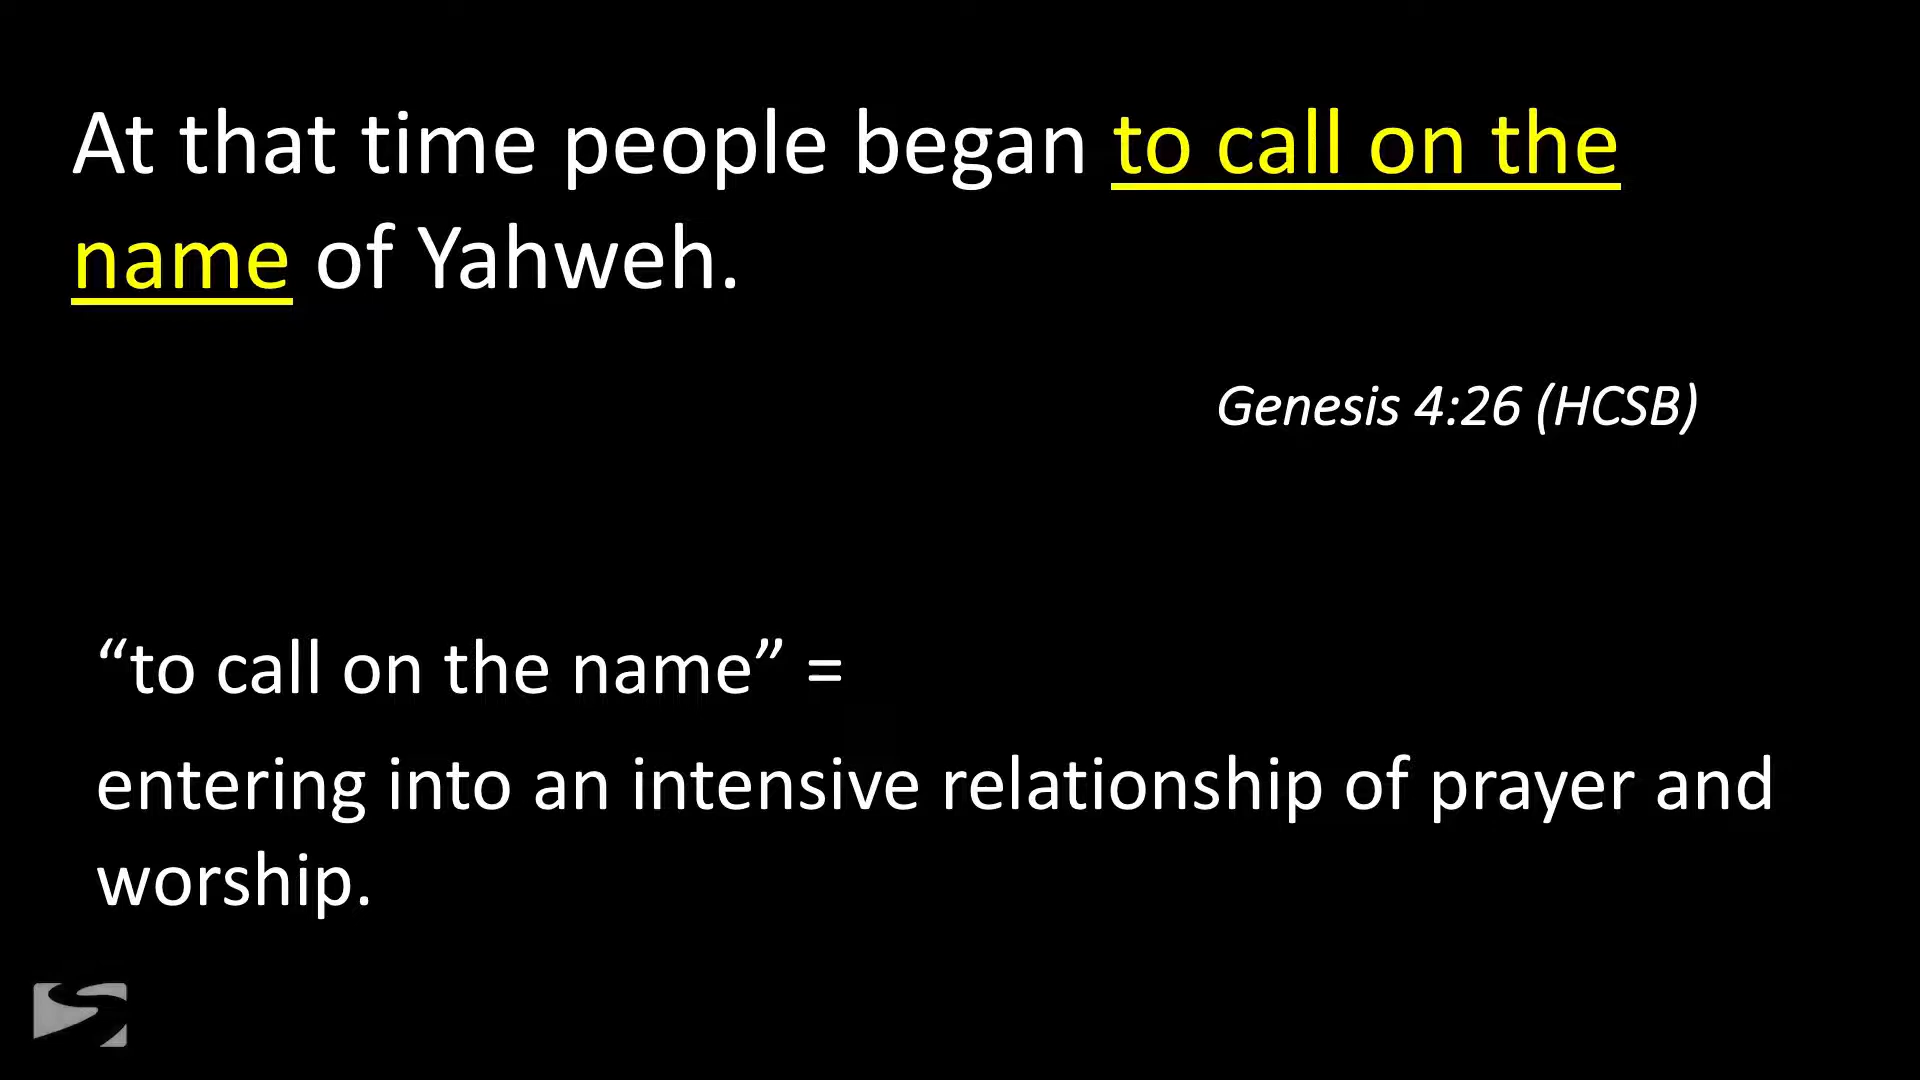 At that time people began to call on the
name of Yahweh.
Genesis 4:26 (HCSB)
“to call on the name” =
entering into an intensive relationship of prayer and
worship.